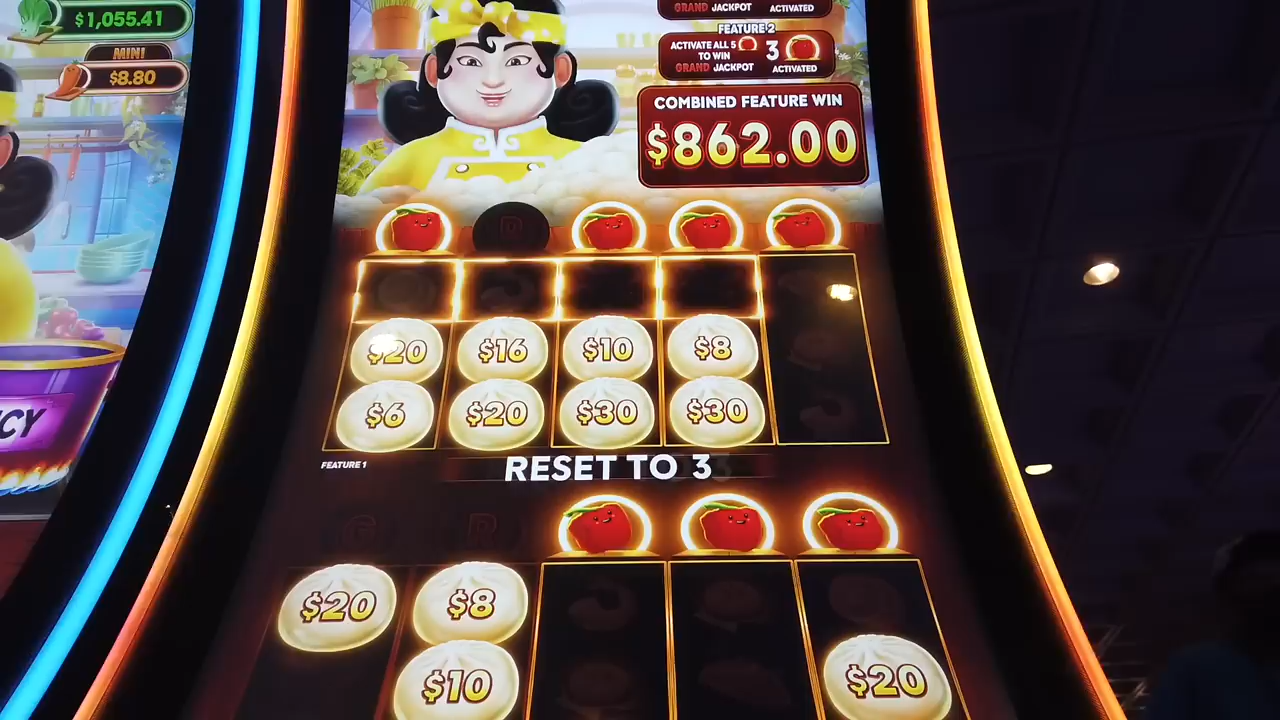 $1,055.41
MINI
$8.80
CY
GRAND JACKPOT
ACTIVATED
FEATURE 2
ACTIVATE ALL 5
TO WIN
GRAND JACKPOT
3
ACTIVATED
COMBINED FEATURE WIN
$862.00
$20 $16 $10 $8
$6 $20 $30 $30
FEATURE 1
RESET TO 3
G R
$20 $8
$10 $20